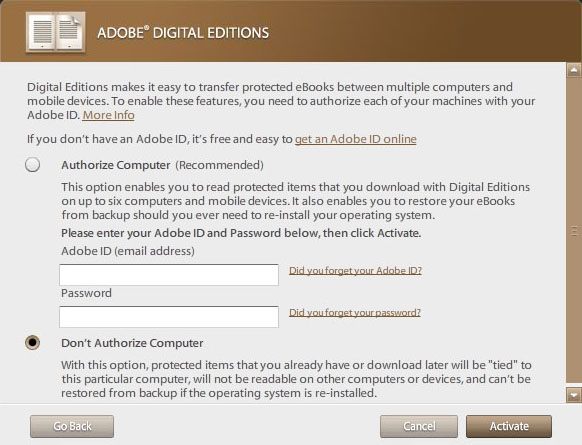 ADOBE® DIGITAL EDITIONS
Digital Editions makes it easy to transfer protected eBooks between multiple computers and
mobile devices. To enable these features, you need to authorize each of your machines with your
Adobe ID. More Info
If you don't have an Adobe ID, it's free and easy to get an Adobe ID online
Authorize Computer (Recommended)
This option enables you to read protected items that you download with Digital Editions
on up to six computers and mobile devices. It also enables you to restore your eBooks
from backup should you ever need to re-install your operating system.
Please enter your Adobe ID and Password below, then click Activate.
Adobe ID (email address)
Did you forget your Adobe ID?
Password
Did you forget your password?
Don't Authorize Computer
With this option, protected items that you already have or download later will be "tied" to
this particular computer, will not be readable on other computers or devices, and can't be
restored from backup if the operating system is re-installed.
Go Back Cancel Activate